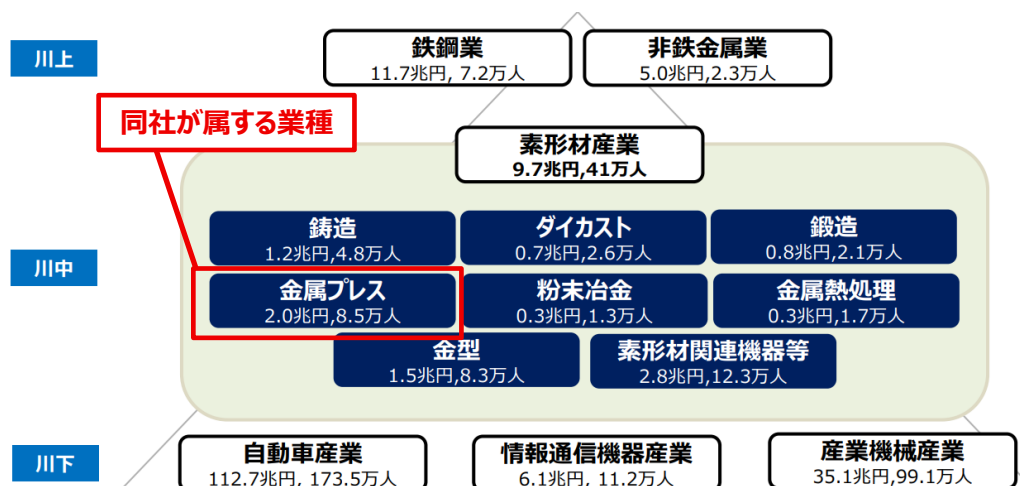 川上
鉄鋼業
11.7兆円, 7.2万人
非鉄金属業
5.0兆円,2.3万人
同社が属する業種
素形材産業
9.7兆円,41万人
川中
鋳造
1.2兆円,4.8万人
ダイカスト
0.7兆円,2.6万人
鍛造
0.8兆円,2.1万人
金属プレス
2.0兆円,8.5万人
粉末冶金
0.3兆円,1.3万人
金属熱処理
0.3兆円,1.7万人
金型
1.5兆円,8.3万人
素形材関連機器等
2.8兆円,12.3万人
川下
自動車産業
112.7兆円, 173.5万人
情報通信機器産業
6.1兆円, 11.2万人
産業機械産業
35.1兆円,99.1万人